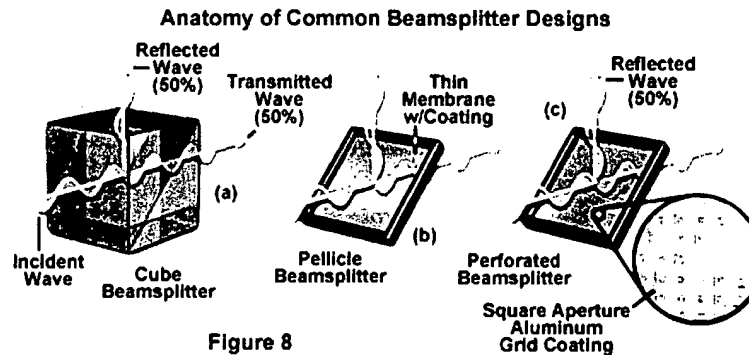 Anatomy of Common Beamsplitter Designs
Reflected
Wave
(50%)
Transmitted
Wave
(50%)
Thin
Membrane
w/Coating
Reflected
Wave
(50%)
(a)
(b)
(c)
Incident
Wave
Cube
Beamsplitter
Pellicle
Beamsplitter
Perforated
Beamsplitter
Square Aperture
Aluminum
Grid Coating
Figure 8